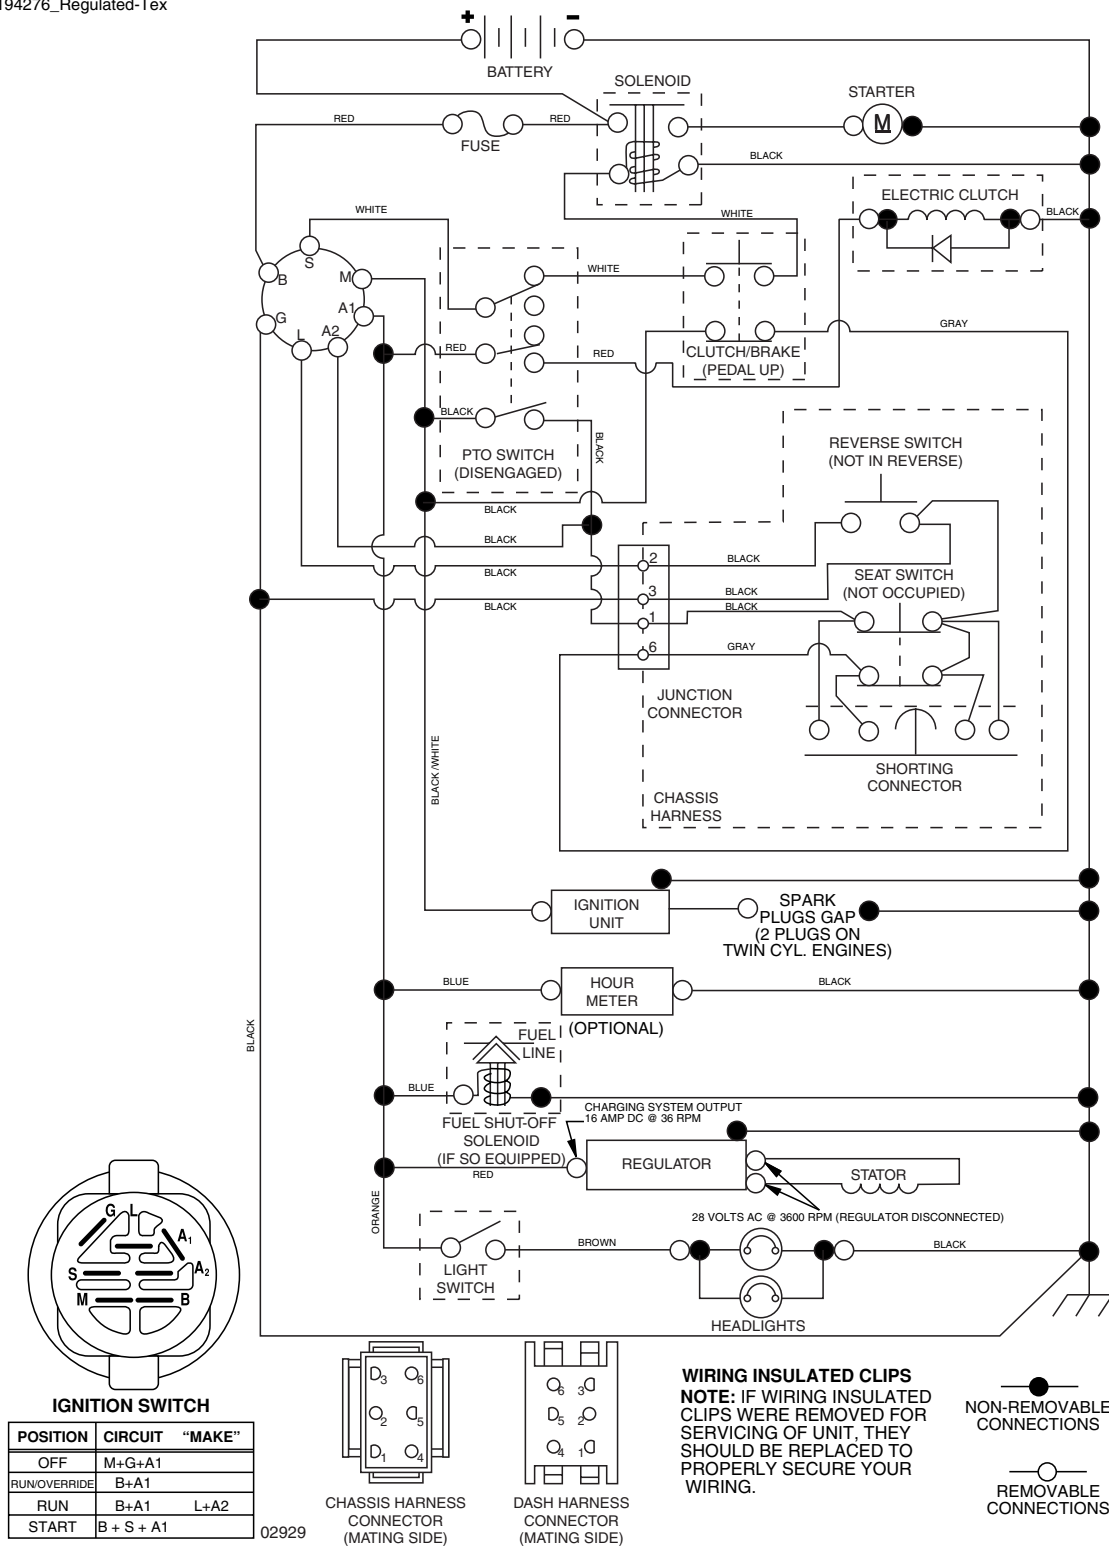 194276_Regulated-Tex
+ -
BATTERY
SOLENOID
STARTER
M
RED
FUSE
RED
BLACK
ELECTRIC CLUTCH
BLACK
WHITE
WHITE
S
B
M
A1
G
L
A2
WHITE
GRAY
RED
RED
CLUTCH/BRAKE
(PEDAL UP)
BLACK
BLACK
PTO SWITCH
(DISENGAGED)
REVERSE SWITCH
(NOT IN REVERSE)
BLACK
BLACK
BLACK
BLACK
2
BLACK
3
BLACK
1
BLACK
6
GRAY
SEAT SWITCH
(NOT OCCUPIED)
JUNCTION
CONNECTOR
SHORTING
CONNECTOR
BLACK /WHITE
CHASSIS
HARNESS
IGNITION
UNIT
SPARK
PLUGS GAP
(2 PLUGS ON
TWIN CYL. ENGINES)
BLUE
HOUR
METER
BLACK
(OPTIONAL)
BLACK
FUEL
LINE
BLUE
FUEL SHUT-OFF
SOLENOID
(IF SO EQUIPPED)
CHARGING SYSTEM OUTPUT
16 AMP DC @ 36 RPM
RED
REGULATOR
STATOR
28 VOLTS AC @ 3600 RPM (REGULATOR DISCONNECTED)
ORANGE
LIGHT
SWITCH
BROWN
BLACK
HEADLIGHTS
G L
A1
S
A2
M
B
IGNITION SWITCH
POSITION CIRCUIT “MAKE”
OFF M+G+A1
RUN/OVERRIDE B+A1
RUN B+A1 L+A2
START B + S + A1
02929
3 6
2 5
1 4
CHASSIS HARNESS
CONNECTOR
(MATING SIDE)
6 3
5 2
4 1
DASH HARNESS
CONNECTOR
(MATING SIDE)
WIRING INSULATED CLIPS
NOTE: IF WIRING INSULATED
CLIPS WERE REMOVED FOR
SERVICING OF UNIT, THEY
SHOULD BE REPLACED TO
PROPERLY SECURE YOUR
WIRING.
NON-REMOVABLE
CONNECTIONS
REMOVABLE
CONNECTIONS